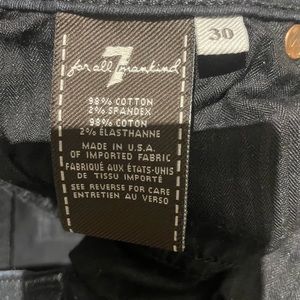 30
7
for all mankind
98% COTTON
2% SPANDEX
98% COTON
2% ÉLASTHANNE
MADE IN U.S.A.
OF IMPORTED FABRIC
FABRIQUÉ AUX ÉTATS-UNIS
DE TISSU IMPORTÉ
SEE REVERSE FOR CARE
ENTRETIEN AU VERSO